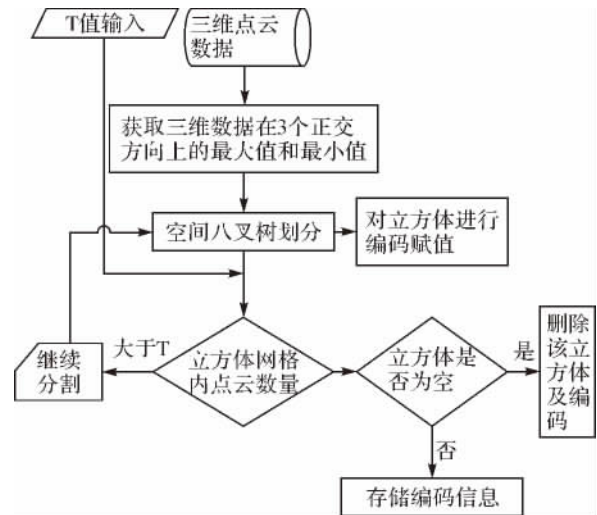 T值输入
三维点云
数据
获取三维数据在3个正交
方向上的最大值和最小值
空间八叉树划分
对立方体进行
编码赋值
继续
分割
大于T
立方体网格
内点云数量
立方体是
否为空
是
删除
该立
方体
及编
码
否
存储编码信息